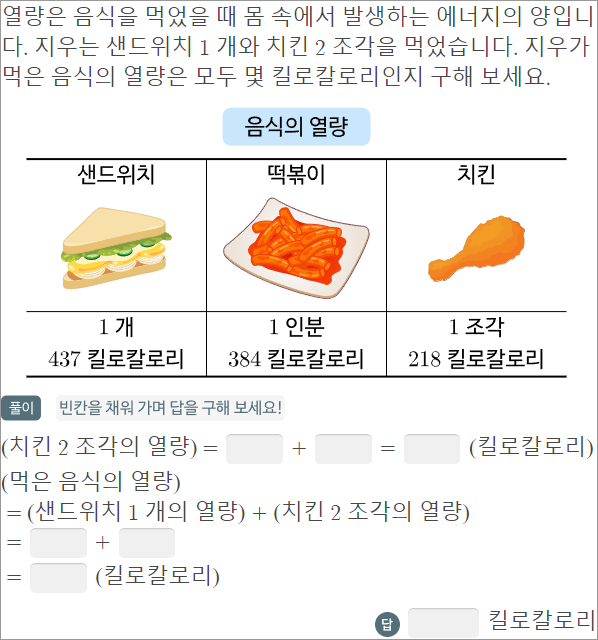 열량은 음식을 먹었을 때 몸 속에서 발생하는 에너지의 양입니
다. 지우는 샌드위치 1 개와 치킨 2 조각을 먹었습니다. 지우가
먹은 음식의 열량은 모두 몇 킬로칼로리인지 구해 보세요.
음식의 열량
샌드위치 떡볶이 치킨
1 개 1 인분 1 조각
437 킬로칼로리 384 킬로칼로리 218 킬로칼로리
풀이 빈칸을 채워 가며 답을 구해 보세요!
(치킨 2 조각의 열량) = + = (킬로칼로리)
(먹은 음식의 열량)
= (샌드위치 1 개의 열량) + (치킨 2 조각의 열량)
= +
= (킬로칼로리)
답 킬로칼로리